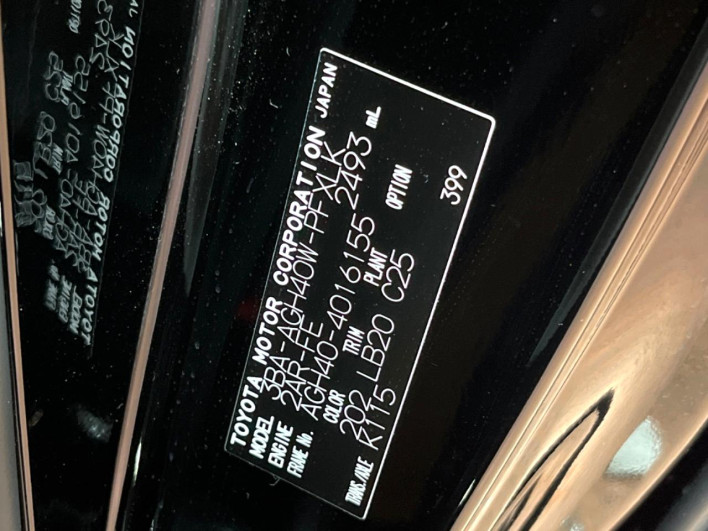 TOYOTA MOTOR CORPORATION JAPAN
MODEL 3BA-AGH40W-PFXLK
ENGINE 2AR-FE 2493 mL
FRAME No. AGH40-4016155
COLOR TRIM PLANT OPTION
202 LB20 C25
TRANS./AXLE K115 399